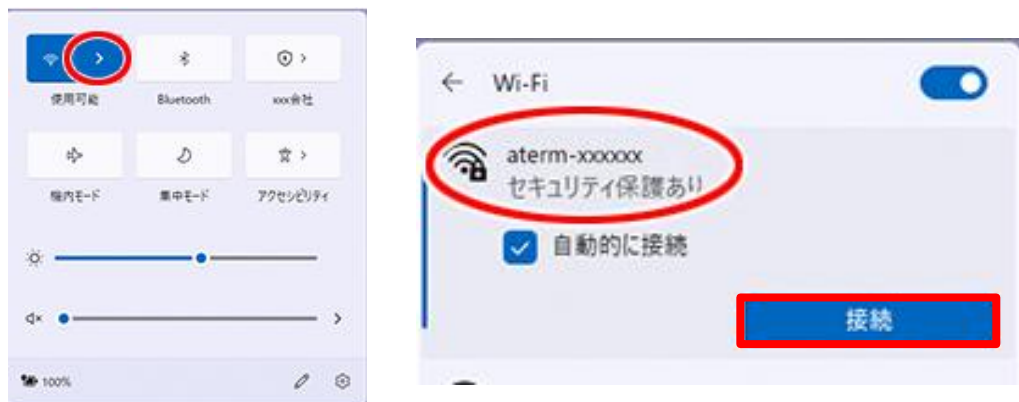 使用可能
Bluetooth
xxx会社
機内モード
集中モード
アクセシビリティ
100%
Wi-Fi
aterm-xxxxxx
セキュリティ保護あり
自動的に接続
接続